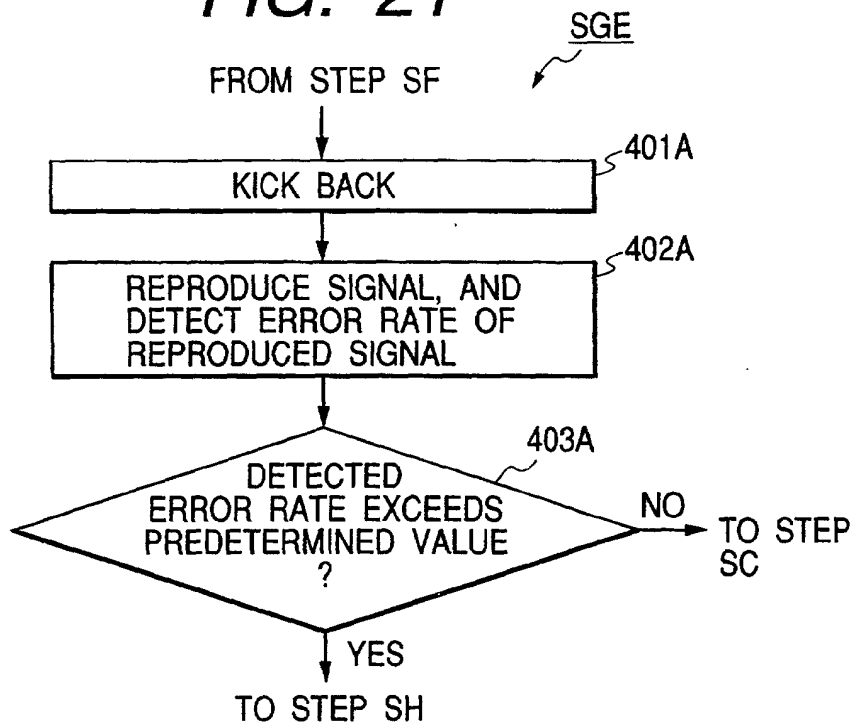 FIG. 21
SGE
FROM STEP SF
401A
KICK BACK
402A
REPRODUCE SIGNAL, AND
DETECT ERROR RATE OF
REPRODUCED SIGNAL
403A
DETECTED
ERROR RATE EXCEEDS
PREDETERMINED VALUE
?
NO
TO STEP
SC
YES
TO STEP SH